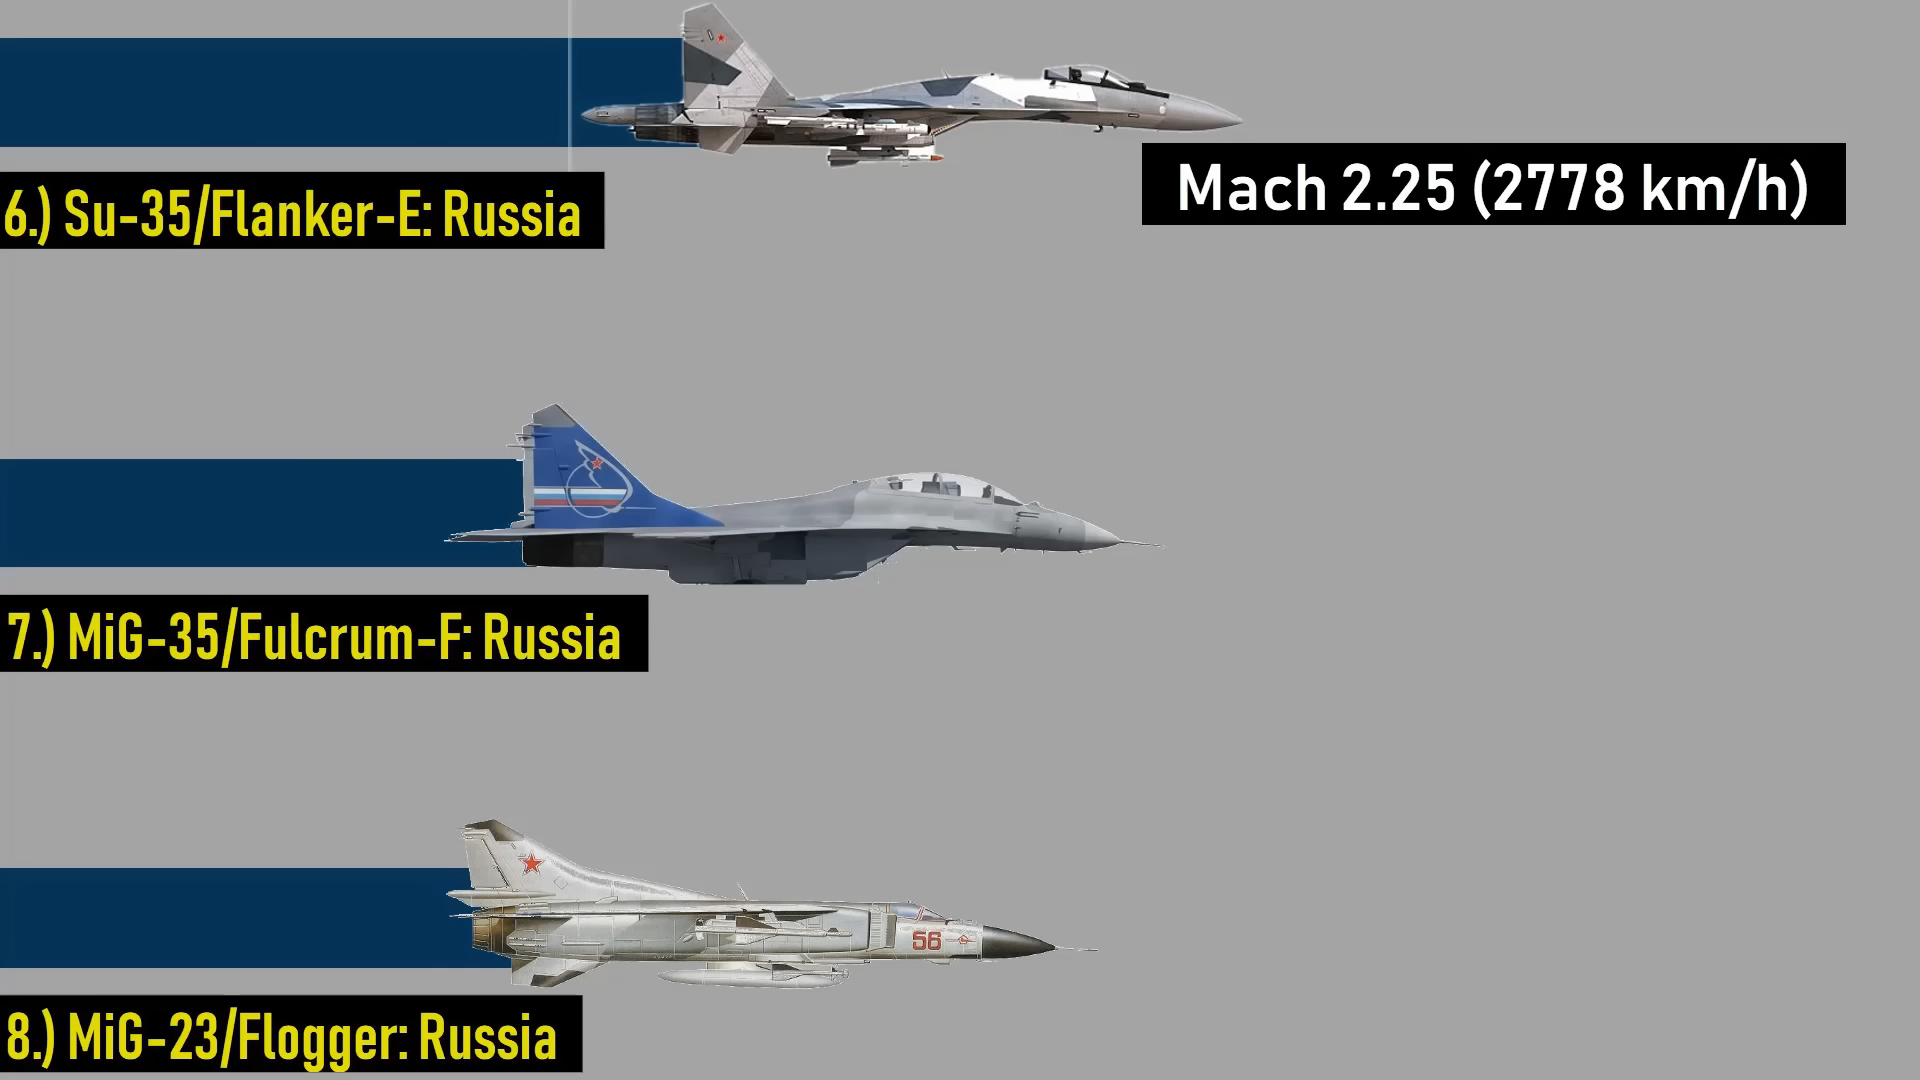 Mach 2.25 (2778 km/h)
6.) Su-35/Flanker-E: Russia
7.) MiG-35/Fulcrum-F: Russia
56
8.) MiG-23/Flogger: Russia